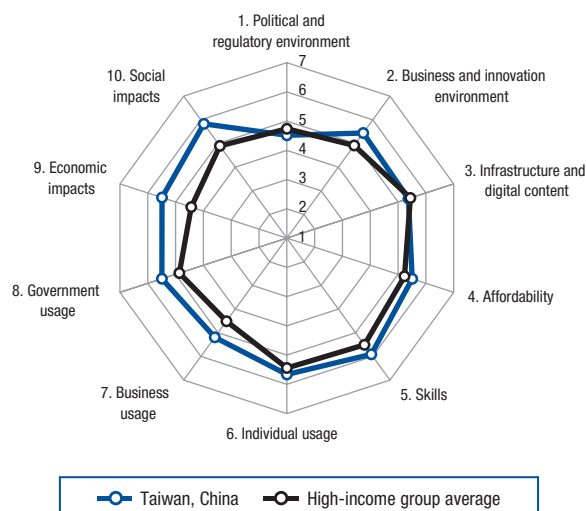 1. Political and
regulatory environment
7
10. Social
impacts
6
2. Business and innovation
environment
5
4
9. Economic
impacts
3
3. Infrastructure and
digital content
2
1
8. Government
usage
4. Affordability
7. Business
usage
5. Skills
6. Individual usage
Taiwan, China
High-income group average